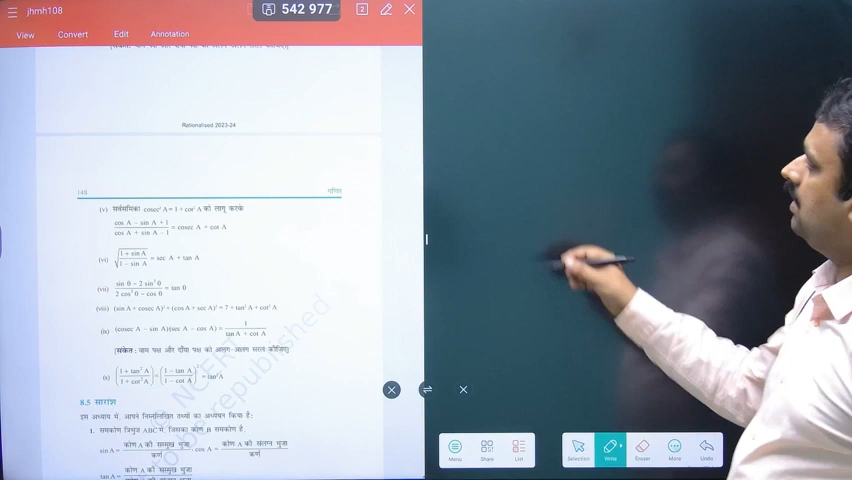 jhmh108
542 977
2
View Convert Edit Annotation
Rationalised 2023-24
148 गणित
(v) सर्वसमिका cosec² A = 1 + cot² A को लागू करके
(cos A – sin A + 1)/(cos A + sin A – 1) = cosec A + cot A
(vi) √((1 + sin A)/(1 – sin A)) = sec A + tan A
(vii) (sin θ – 2 sin³ θ)/(2 cos³ θ – cos θ) = tan θ
(viii) (sin A + cosec A)² + (cos A + sec A)² = 7 + tan² A + cot² A
(ix) (cosec A – sin A)(sec A – cos A) = 1/(tan A + cot A)
[संकेत : वाम पक्ष और दाँया पक्ष को अलग-अलग सरल कीजिए]
(x) ((1 + tan² A)/(1 + cot² A)) = ((1 – tan A)/(1 – cot A))² = tan² A
8.5 सारांश
इस अध्याय में, आपने निम्नलिखित तथ्यों का अध्ययन किया है:
1. समकोण त्रिभुज ABC में, जिसका कोण B समकोण है,
sin A = कोण A की सम्मुख भुजा/कर्ण, cos A = कोण A की संलग्न भुजा/कर्ण
tan A = कोण A की सम्मुख भुजा
© NCERT
be republished
Menu Share List Selection Write Eraser More Undo